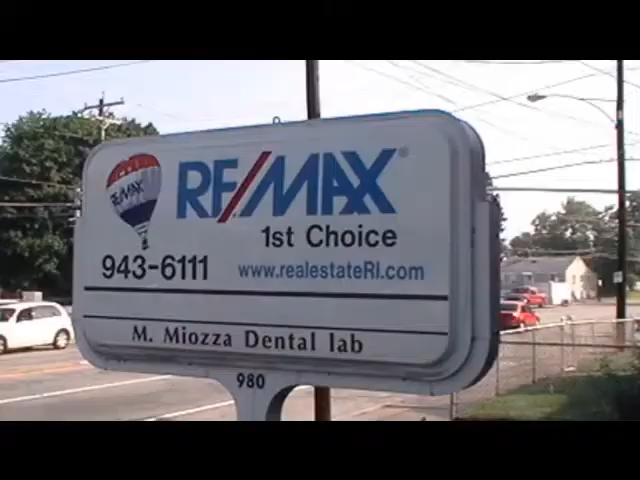 RE/MAX®
RE/MAX
1st Choice
943-6111 www.realestateRI.com
M. Miozza Dental lab
980